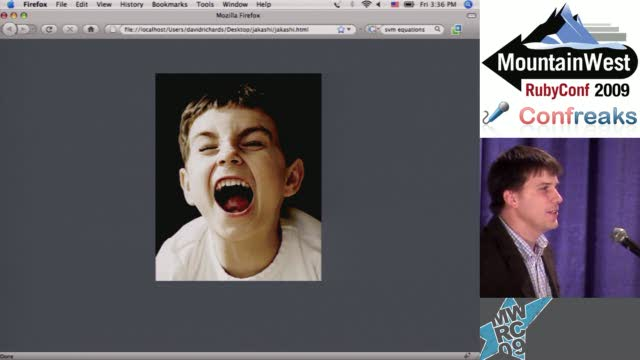 Firefox File Edit View History Bookmarks Tools Window Help
Fri 3:36 PM
Mozilla Firefox
file:///localhost/Users/davidrichards/Desktop/jakashi/jakashi.html
svm equations
Done
MountainWest
RubyConf 2009
Confreaks
MW
RC
09